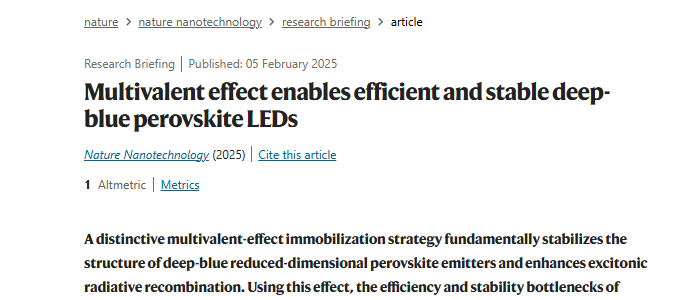 nature > nature nanotechnology > research briefing > article
Research Briefing | Published: 05 February 2025
Multivalent effect enables efficient and stable deep-
blue perovskite LEDs
Nature Nanotechnology (2025) | Cite this article
1 Altmetric | Metrics
A distinctive multivalent-effect immobilization strategy fundamentally stabilizes the
structure of deep-blue reduced-dimensional perovskite emitters and enhances excitonic
radiative recombination. Using this effect, the efficiency and stability bottlenecks of